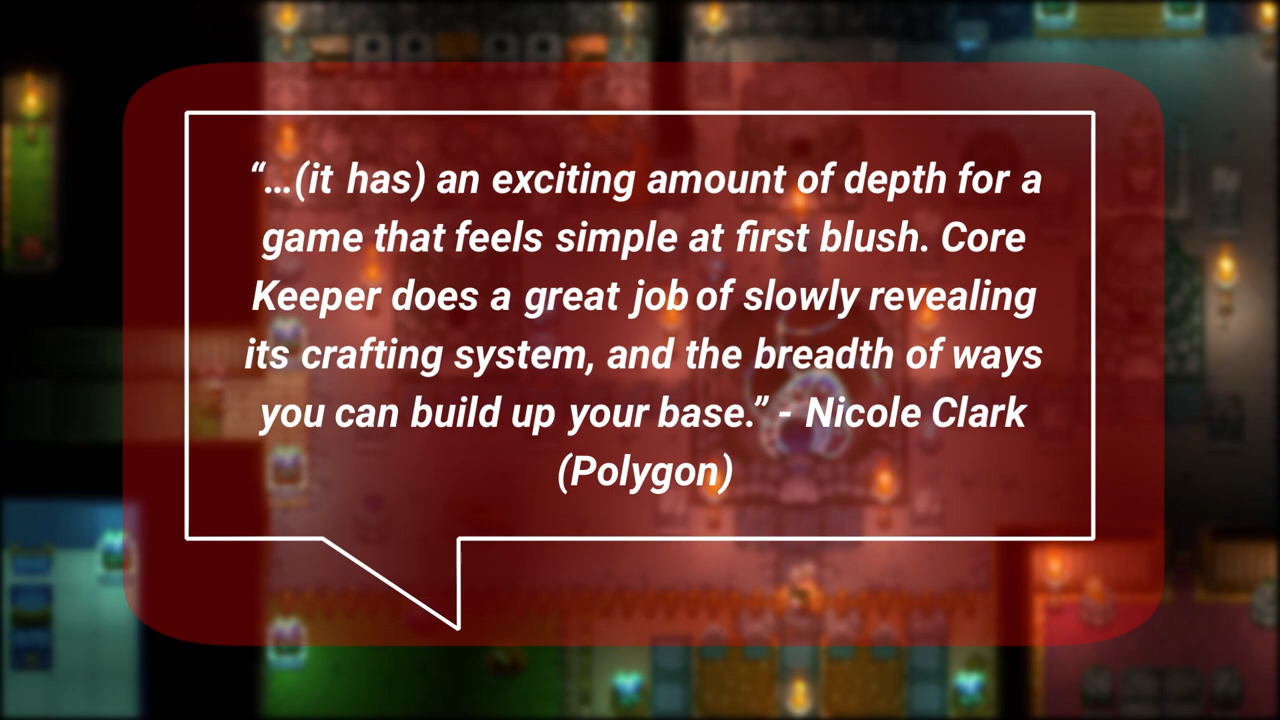 “…(it has) an exciting amount of depth for a
game that feels simple at first blush. Core
Keeper does a great job of slowly revealing
its crafting system, and the breadth of ways
you can build up your base.” - Nicole Clark
(Polygon)